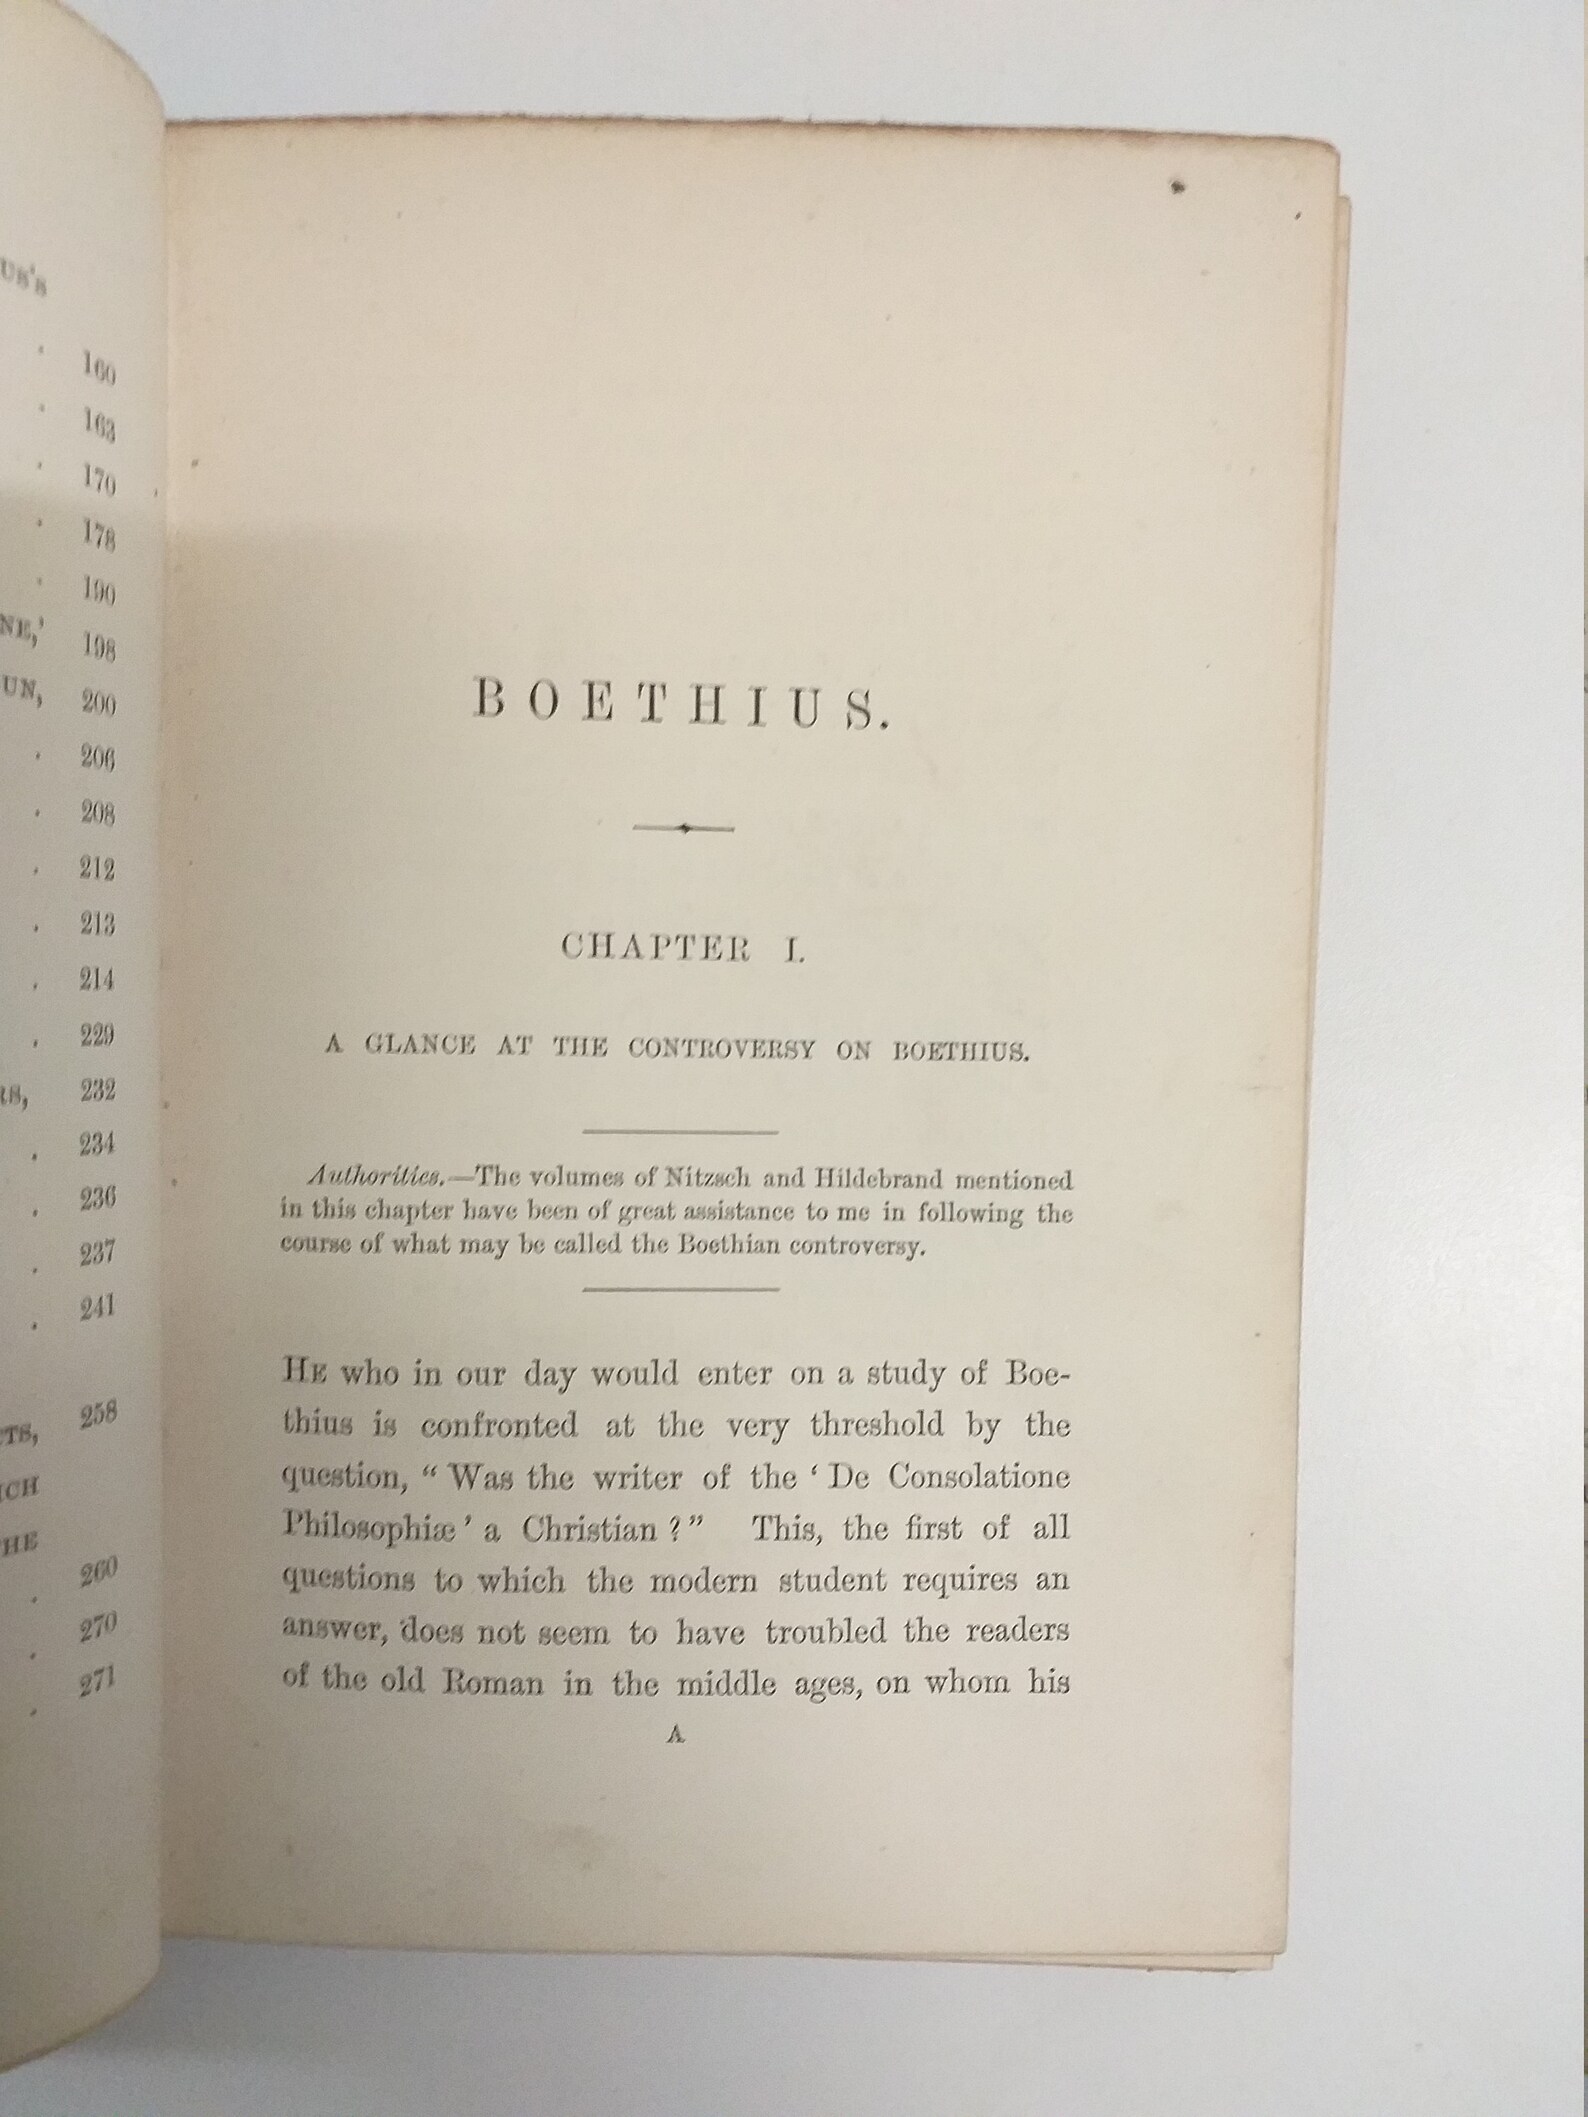 US'S
160
163
170
178
190
NE,' 198
UN, 200
206
208
212
213
214
229
RS, 232
234
236
237
241
TS, 258
ICH
HE
260
270
271
BOETHIUS.
CHAPTER I.
A GLANCE AT THE CONTROVERSY ON BOETHIUS.
Authorities.—The volumes of Nitzsch and Hildebrand mentioned
in this chapter have been of great assistance to me in following the
course of what may be called the Boethian controversy.
HE who in our day would enter on a study of Boe-
thius is confronted at the very threshold by the
question, “ Was the writer of the ‘ De Consolatione
Philosophiæ ’ a Christian ? ” This, the first of all
questions to which the modern student requires an
answer, does not seem to have troubled the readers
of the old Roman in the middle ages, on whom his
A